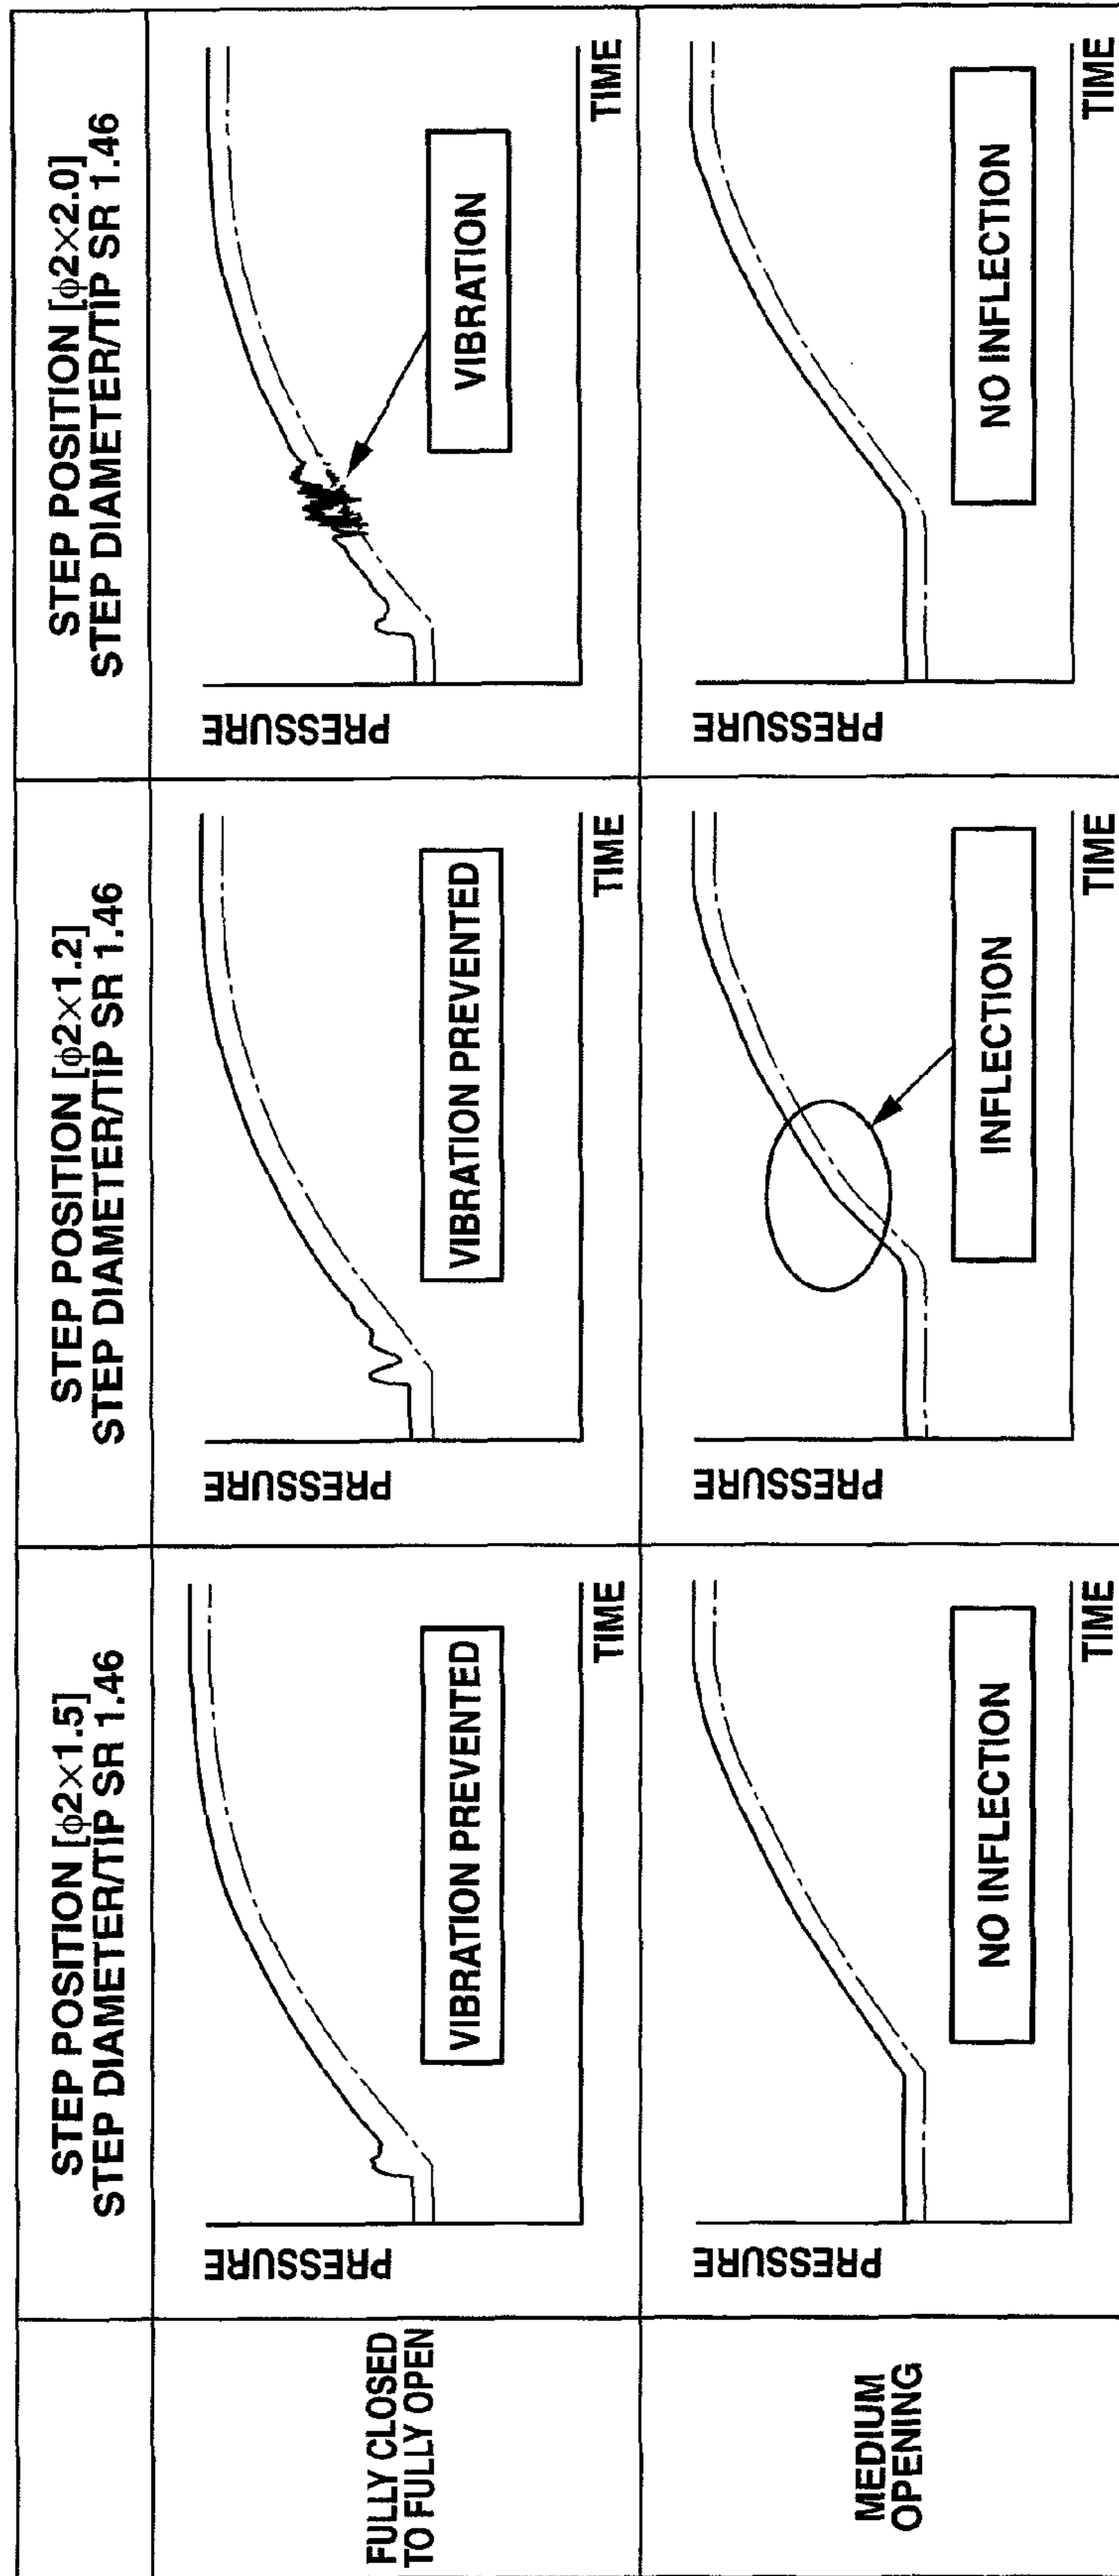 STEP POSITION [φ2×1.5]
STEP DIAMETER/TIP SR 1.46
STEP POSITION [φ2×1.2]
STEP DIAMETER/TIP SR 1.46
STEP POSITION [φ2×2.0]
STEP DIAMETER/TIP SR 1.46
FULLY CLOSED
TO FULLY OPEN
PRESSURE
VIBRATION PREVENTED
TIME
PRESSURE
VIBRATION PREVENTED
TIME
PRESSURE
VIBRATION
TIME
MEDIUM
OPENING
PRESSURE
NO INFLECTION
TIME
PRESSURE
INFLECTION
TIME
PRESSURE
NO INFLECTION
TIME